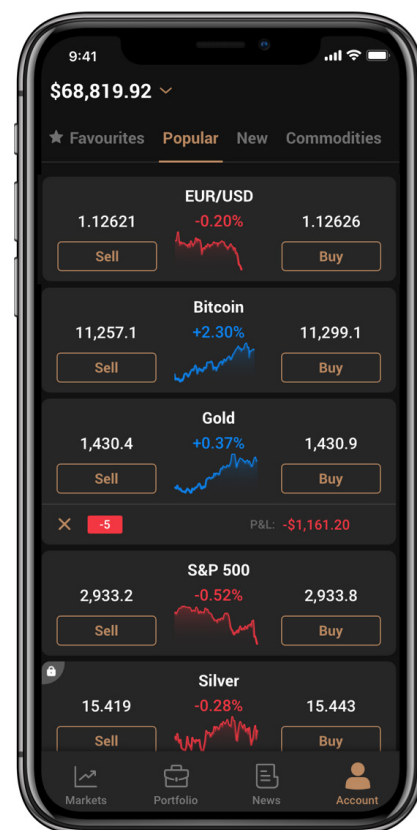 9:41
$68,819.92
Favourites Popular New Commodities
EUR/USD
1.12621 -0.20% 1.12626
Sell Buy
Bitcoin
11,257.1 +2.30% 11,299.1
Sell Buy
Gold
1,430.4 +0.37% 1,430.9
Sell Buy
-5 P&L: -$1,161.20
S&P 500
2,933.2 -0.52% 2,933.8
Sell Buy
Silver
15.419 -0.28% 15.443
Sell Buy
Markets Portfolio News Account